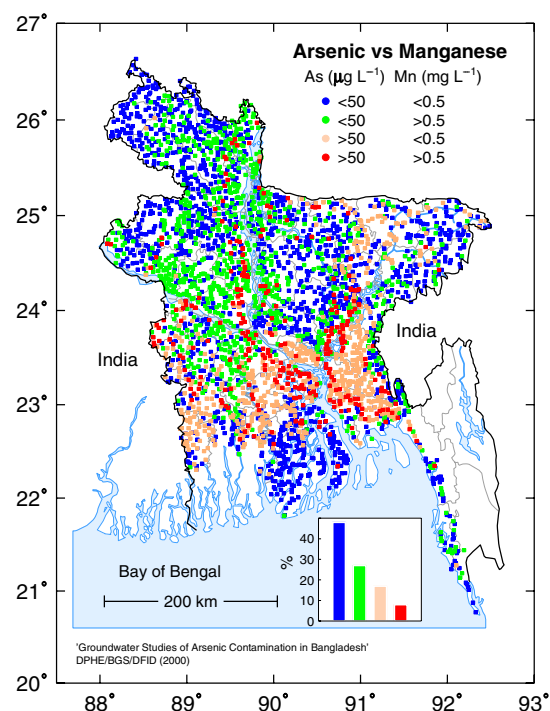 Arsenic vs Manganese
As (μg L⁻¹) Mn (mg L⁻¹)
<50 <0.5
<50 >0.5
>50 <0.5
>50 >0.5
27°
26°
25°
24°
23°
22°
21°
20°
India
India
Bay of Bengal
200 km
%
40
30
20
10
0
'Groundwater Studies of Arsenic Contamination in Bangladesh'
DPHE/BGS/DFID (2000)
88° 89° 90° 91° 92° 93°